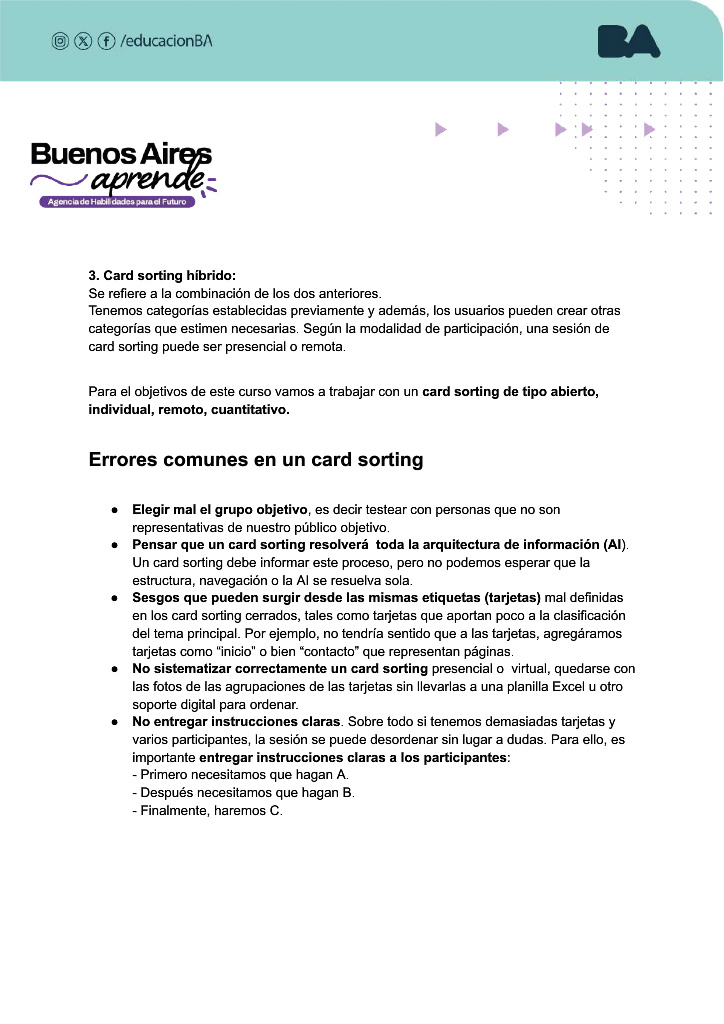 /educacionBA
BA
Buenos Aires
aprende
Agencia de Habilidades para el Futuro
3. Card sorting híbrido:
Se refiere a la combinación de los dos anteriores.
Tenemos categorías establecidas previamente y además, los usuarios pueden crear otras
categorías que estimen necesarias. Según la modalidad de participación, una sesión de
card sorting puede ser presencial o remota.
Para el objetivos de este curso vamos a trabajar con un card sorting de tipo abierto,
individual, remoto, cuantitativo.
Errores comunes en un card sorting
● Elegir mal el grupo objetivo, es decir testear con personas que no son
representativas de nuestro público objetivo.
● Pensar que un card sorting resolverá  toda la arquitectura de información (AI).
Un card sorting debe informar este proceso, pero no podemos esperar que la
estructura, navegación o la AI se resuelva sola.
● Sesgos que pueden surgir desde las mismas etiquetas (tarjetas) mal definidas
en los card sorting cerrados, tales como tarjetas que aportan poco a la clasificación
del tema principal. Por ejemplo, no tendría sentido que a las tarjetas, agregáramos
tarjetas como “inicio” o bien “contacto” que representan páginas.
● No sistematizar correctamente un card sorting presencial o  virtual, quedarse con
las fotos de las agrupaciones de las tarjetas sin llevarlas a una planilla Excel u otro
soporte digital para ordenar.
● No entregar instrucciones claras. Sobre todo si tenemos demasiadas tarjetas y
varios participantes, la sesión se puede desordenar sin lugar a dudas. Para ello, es
importante entregar instrucciones claras a los participantes:
- Primero necesitamos que hagan A.
- Después necesitamos que hagan B.
- Finalmente, haremos C.